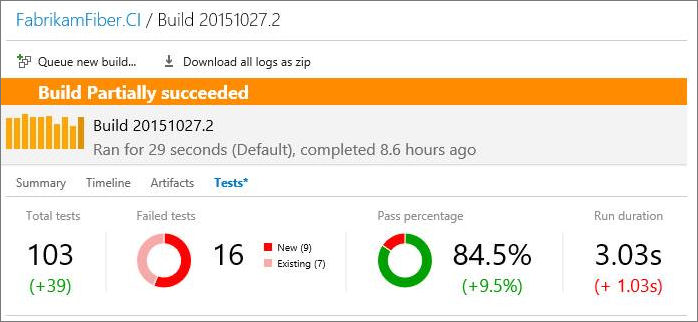 FabrikamFiber.CI / Build 20151027.2
Queue new build... Download all logs as zip
Build Partially succeeded
Build 20151027.2
Ran for 29 seconds (Default), completed 8.6 hours ago
Summary Timeline Artifacts Tests*
Total tests Failed tests Pass percentage Run duration
103 16 New (9) 84.5% 3.03s
Existing (7)
(+39) (+9.5%) (+ 1.03s)